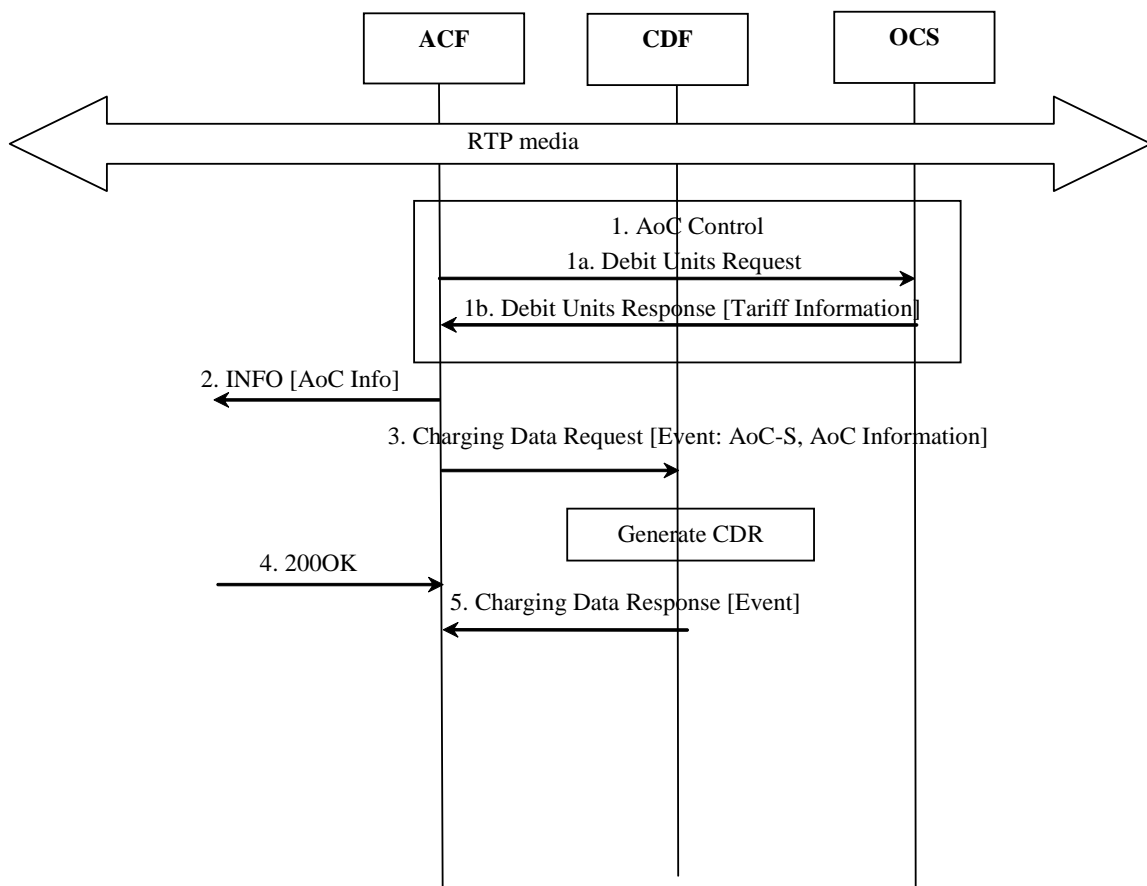 ACF
CDF
OCS
RTP media
1. AoC Control
1a. Debit Units Request
1b. Debit Units Response [Tariff Information]
2. INFO [AoC Info]
3. Charging Data Request [Event: AoC-S, AoC Information]
Generate CDR
4. 200OK
5. Charging Data Response [Event]